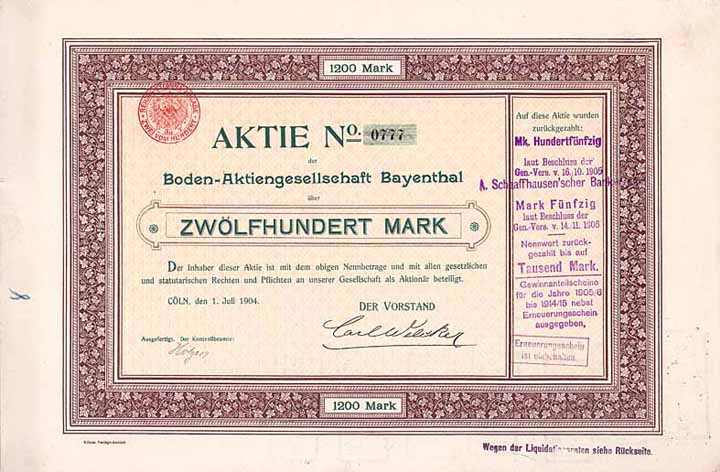 1200 Mark
AKTIE No. 0777
der
Boden-Aktiengesellschaft Bayenthal
über
ZWÖLFHUNDERT MARK
Der Inhaber dieser Aktie ist mit dem obigen Nennbetrage und mit allen gesetzlichen
und statutarischen Rechten und Pflichten an unserer Gesellschaft als Aktionär beteiligt.
CÖLN, den 1. Juli 1904.
DER VORSTAND
Ausgefertigt. Der Kontrollbeamte:
Auf diese Aktie wurden
zurückgezahlt:
Mk. Hundertfünfzig
laut Beschluss der
Gen.-Vers. v. 16. 10. 1905
A. Schaaffhausen'scher
Mark Fünfzig
laut Beschluss der
Gen.-Vers. v. 14. 11. 1905
Nennwert zurück-
gezahlt bis auf
Tausend Mark.
Gewinnanteilscheine
für die Jahre 1905/6
bis 1914/15 nebst
Erneuerungsschein
ausgegeben,
Erneuerungsschein
ist
1200 Mark
Wegen der Liquidationsraten siehe Rückseite.